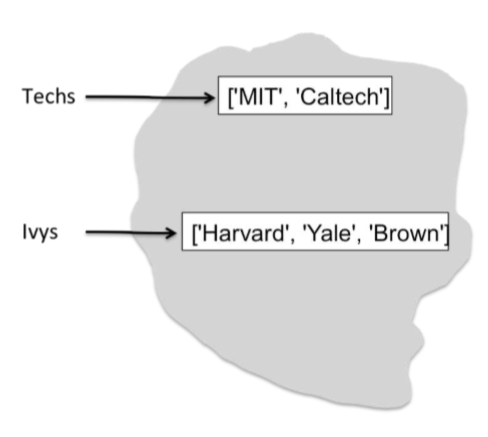 Techs
['MIT', 'Caltech']
Ivys
['Harvard', 'Yale', 'Brown']